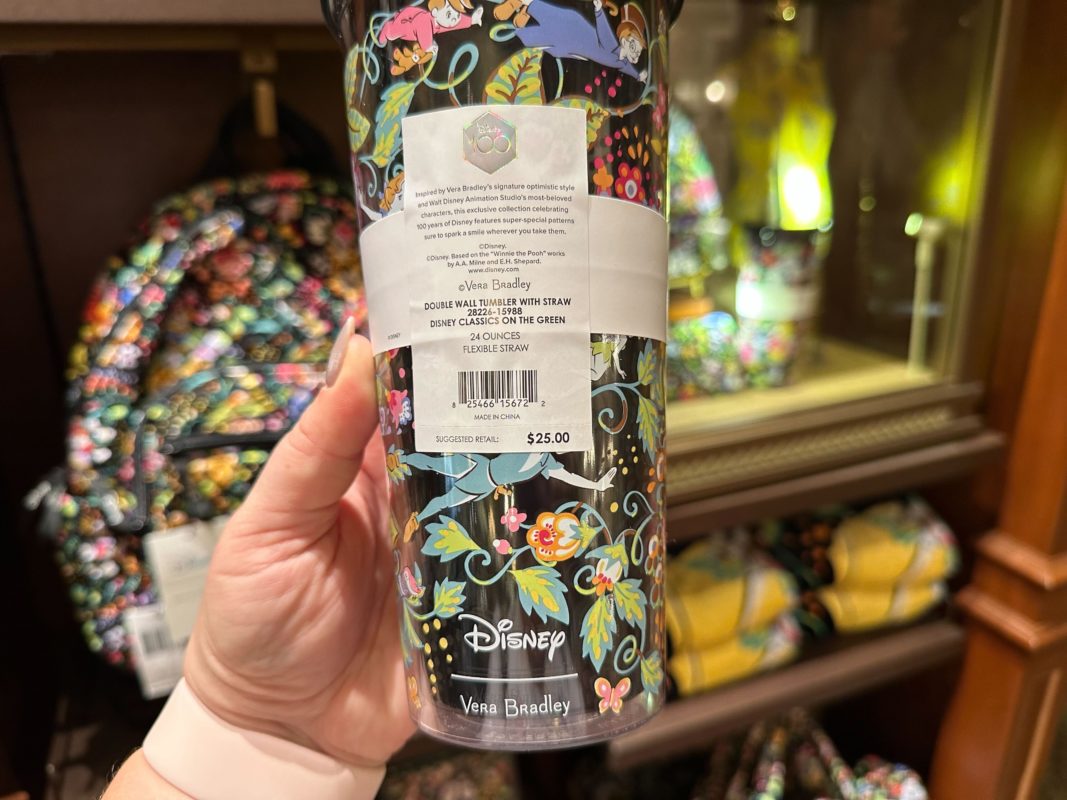 Disney
100
Inspired by Vera Bradley's signature optimistic style
and Walt Disney Animation Studio's most-beloved
characters, this exclusive collection celebrating
100 years of Disney features super-special patterns
sure to spark a smile wherever you take them.
©Disney.
©Disney. Based on the "Winnie the Pooh" works
by A.A. Milne and E.H. Shepard.
www.disney.com
©Vera Bradley
DOUBLE WALL TUMBLER WITH STRAW
28226-15988
DISNEY CLASSICS ON THE GREEN
24 OUNCES
FLEXIBLE STRAW
8 25466 15672 2
MADE IN CHINA
SUGGESTED RETAIL: $25.00
©DISNEY
Disney
Vera Bradley